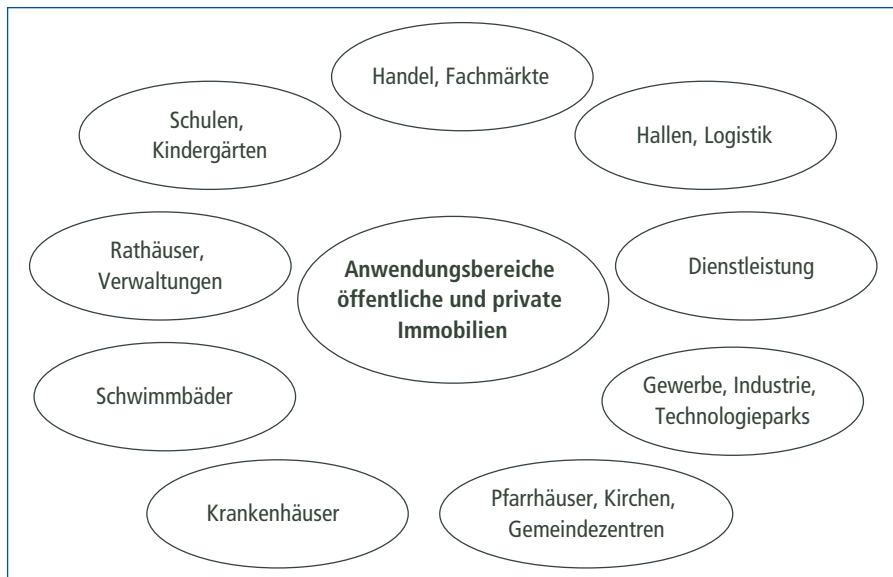 Handel, Fachmärkte
Schulen,
Kindergärten
Hallen, Logistik
Rathäuser,
Verwaltungen
Anwendungsbereiche
öffentliche und private
Immobilien
Dienstleistung
Schwimmbäder
Gewerbe, Industrie,
Technologieparks
Krankenhäuser
Pfarrhäuser, Kirchen,
Gemeindezentren